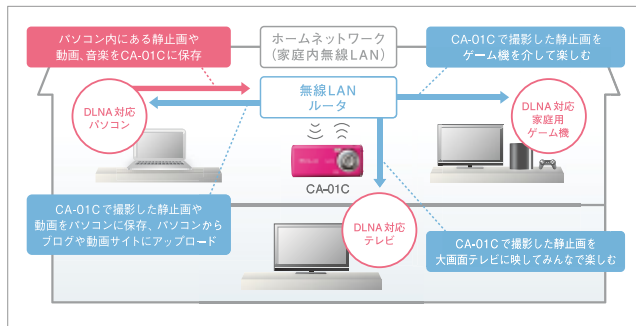 パソコン内にある静止画や
動画、音楽をCA-01Cに保存
ホームネットワーク
(家庭内無線LAN)
CA-01Cで撮影した静止画を
ゲーム機を介して楽しむ
無線LAN
ルータ
DLNA対応
パソコン
DLNA対応
家庭用
ゲーム機
CA-01C
CA-01Cで撮影した静止画や
動画をパソコンに保存、パソコンから
ブログや動画サイトにアップロード
DLNA対応
テレビ
CA-01Cで撮影した静止画を
大画面テレビに映してみんなで楽しむ